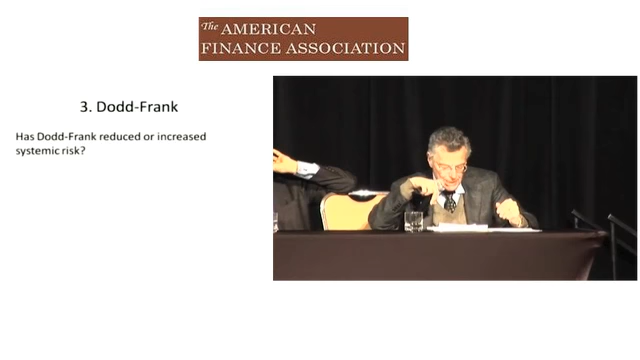 The AMERICAN
FINANCE ASSOCIATION
3. Dodd-Frank
Has Dodd-Frank reduced or increased
systemic risk?